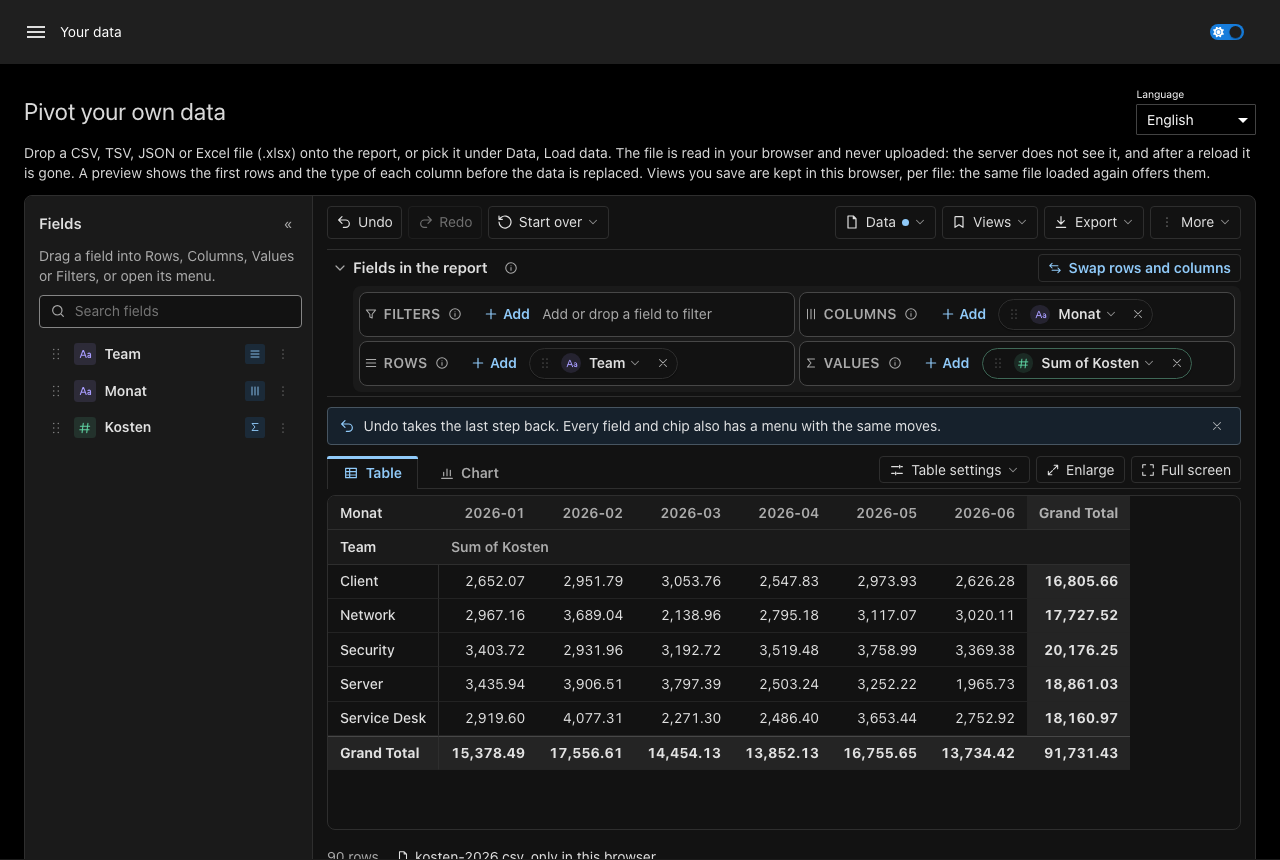 Your data
Pivot your own data
Language
English
Drop a CSV, TSV, JSON or Excel file (.xlsx) onto the report, or pick it under Data, Load data. The file is read in your browser and never uploaded: the server does not see it, and after a reload it
is gone. A preview shows the first rows and the type of each column before the data is replaced. Views you save are kept in this browser, per file: the same file loaded again offers them.
Fields «
Drag a field into Rows, Columns, Values
or Filters, or open its menu.
Search fields
Aa Team
Aa Monat
# Kosten Σ
Undo Redo Start over Data Views Export More
Fields in the report Swap rows and columns
FILTERS + Add Add or drop a field to filter
COLUMNS + Add Aa Monat
ROWS + Add Aa Team
Σ VALUES + Add # Sum of Kosten
Undo takes the last step back. Every field and chip also has a menu with the same moves.
Table Chart Table settings Enlarge Full screen
Monat 2026-01 2026-02 2026-03 2026-04 2026-05 2026-06 Grand Total
Team Sum of Kosten
Client 2,652.07 2,951.79 3,053.76 2,547.83 2,973.93 2,626.28 16,805.66
Network 2,967.16 3,689.04 2,138.96 2,795.18 3,117.07 3,020.11 17,727.52
Security 3,403.72 2,931.96 3,192.72 3,519.48 3,758.99 3,369.38 20,176.25
Server 3,435.94 3,906.51 3,797.39 2,503.24 3,252.22 1,965.73 18,861.03
Service Desk 2,919.60 4,077.31 2,271.30 2,486.40 3,653.44 2,752.92 18,160.97
Grand Total 15,378.49 17,556.61 14,454.13 13,852.13 16,755.65 13,734.42 91,731.43
90 rows kosten-2026.csv, only in this browser